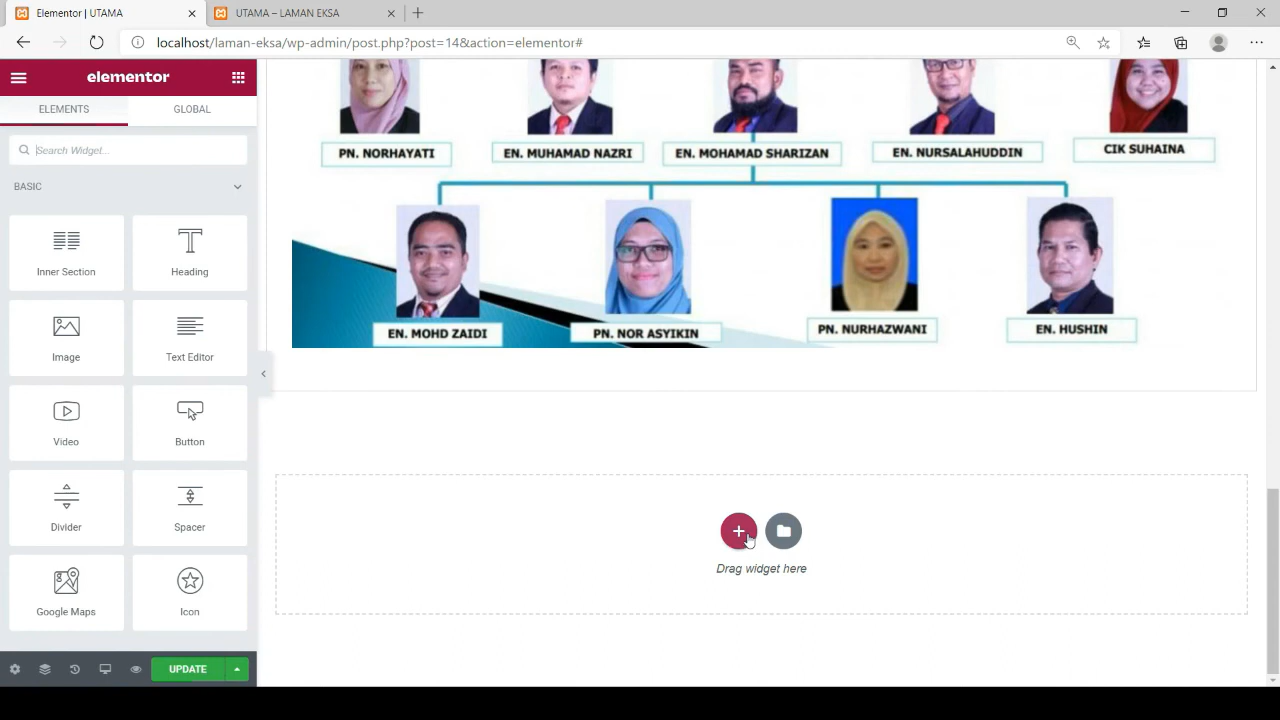 Elementor | UTAMA
UTAMA – LAMAN EKSA
localhost/laman-eksa/wp-admin/post.php?post=14&action=elementor#
elementor
ELEMENTS
GLOBAL
Search Widget...
BASIC
Inner Section
Heading
Image
Text Editor
Video
Button
Divider
Spacer
Google Maps
Icon
UPDATE
PN. NORHAYATI
EN. MUHAMAD NAZRI
EN. MOHAMAD SHARIZAN
EN. NURSALAHUDDIN
CIK SUHAINA
EN. MOHD ZAIDI
PN. NOR ASYIKIN
PN. NURHAZWANI
EN. HUSHIN
Drag widget here